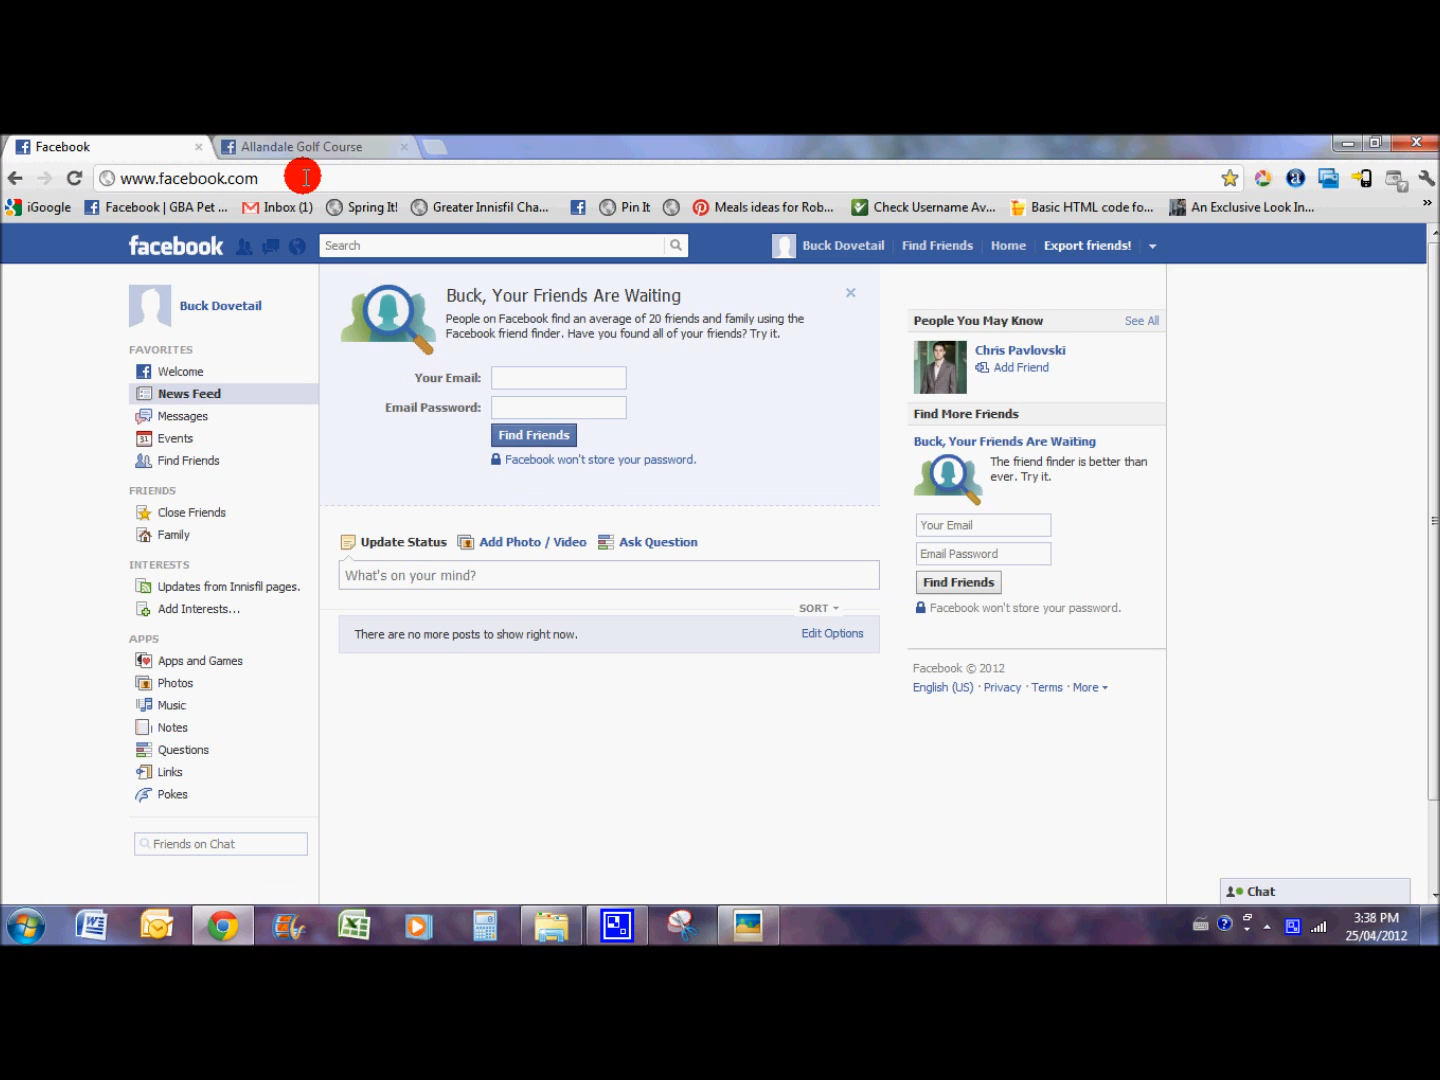 Facebook
Allandale Golf Course
www.facebook.com
iGoogle
Facebook | GBA Pet ...
Inbox (1)
Spring It!
Greater Innisfil Cha...
Pin It
Meals ideas for Rob...
Check Username Av...
Basic HTML code fo...
An Exclusive Look In...
facebook
Search
Buck Dovetail
Find Friends
Home
Export friends!
Buck Dovetail
FAVORITES
Welcome
News Feed
Messages
31 Events
Find Friends
FRIENDS
Close Friends
Family
INTERESTS
Updates from Innisfil pages.
Add Interests...
APPS
Apps and Games
Photos
Music
Notes
Questions
Links
Pokes
Friends on Chat
Buck, Your Friends Are Waiting
People on Facebook find an average of 20 friends and family using the
Facebook friend finder. Have you found all of your friends? Try it.
Your Email:
Email Password:
Find Friends
Facebook won't store your password.
Update Status
Add Photo / Video
Ask Question
What's on your mind?
SORT
There are no more posts to show right now.
Edit Options
People You May Know
See All
Chris Pavlovski
Add Friend
Find More Friends
Buck, Your Friends Are Waiting
The friend finder is better than
ever. Try it.
Your Email
Email Password
Find Friends
Facebook won't store your password.
Facebook © 2012
English (US) · Privacy · Terms · More
Chat
3:38 PM
25/04/2012